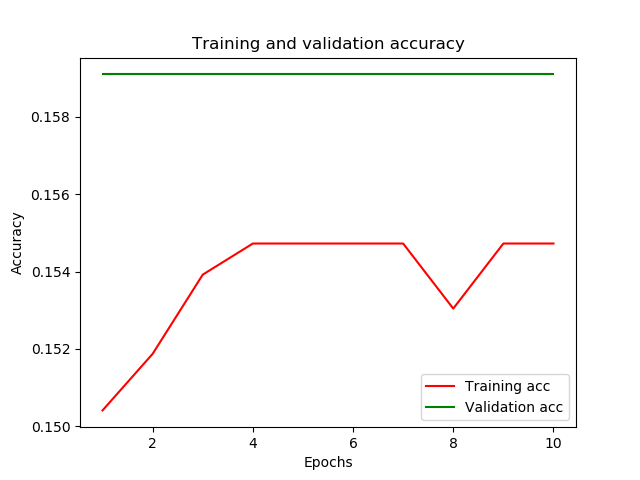 Training and validation accuracy
Accuracy
0.158
0.156
0.154
0.152
0.150
2 4 6 8 10
Epochs
Training acc
Validation acc